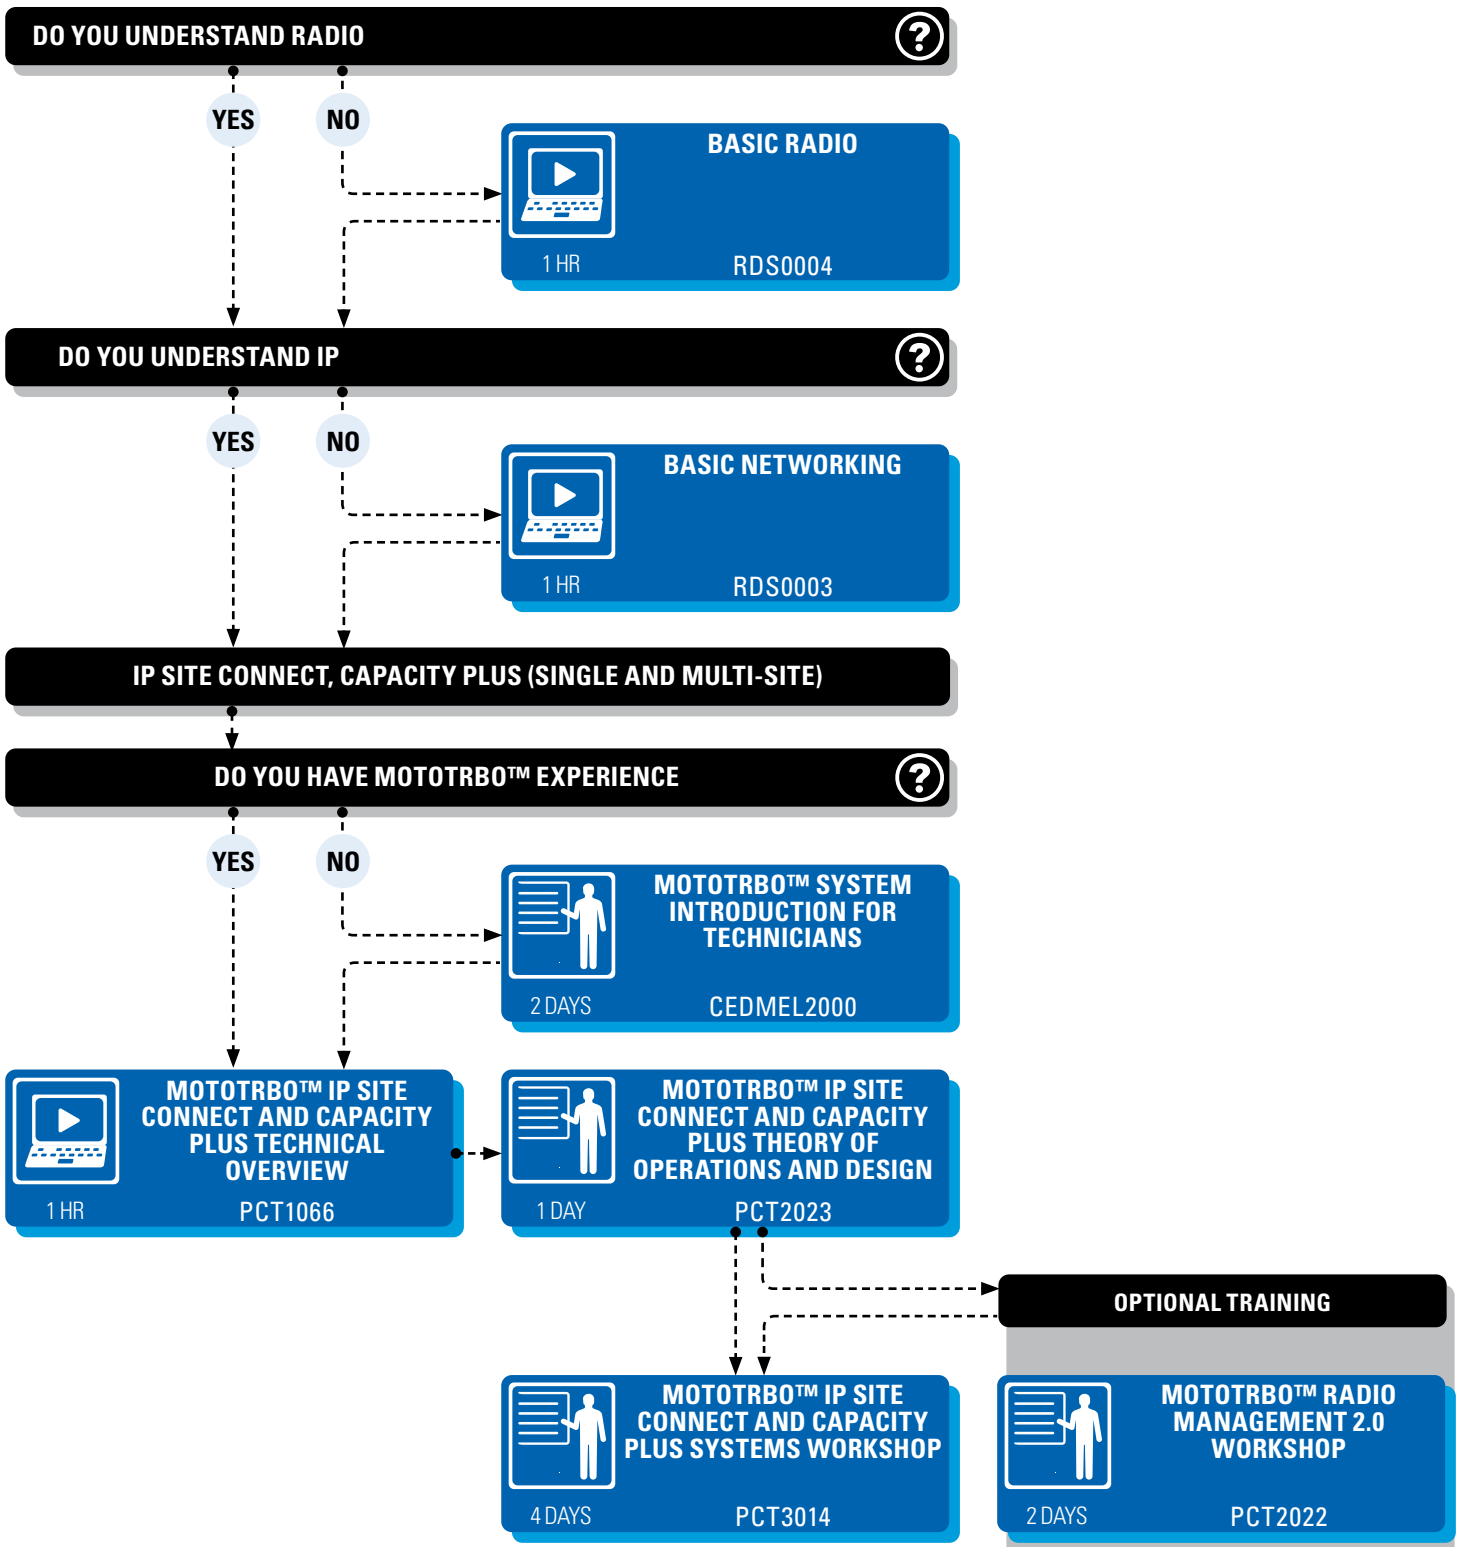 DO YOU UNDERSTAND RADIO
?
YES
NO
BASIC RADIO
1 HR
RDS0004
DO YOU UNDERSTAND IP
?
YES
NO
BASIC NETWORKING
1 HR
RDS0003
IP SITE CONNECT, CAPACITY PLUS (SINGLE AND MULTI-SITE)
DO YOU HAVE MOTOTRBO™ EXPERIENCE
?
YES
NO
MOTOTRBO™ SYSTEM
INTRODUCTION FOR
TECHNICIANS
2 DAYS
CEDMEL2000
MOTOTRBO™ IP SITE
CONNECT AND CAPACITY
PLUS TECHNICAL
OVERVIEW
1 HR
PCT1066
MOTOTRBO™ IP SITE
CONNECT AND CAPACITY
PLUS THEORY OF
OPERATIONS AND DESIGN
1 DAY
PCT2023
OPTIONAL TRAINING
MOTOTRBO™ IP SITE
CONNECT AND CAPACITY
PLUS SYSTEMS WORKSHOP
4 DAYS
PCT3014
MOTOTRBO™ RADIO
MANAGEMENT 2.0
WORKSHOP
2 DAYS
PCT2022